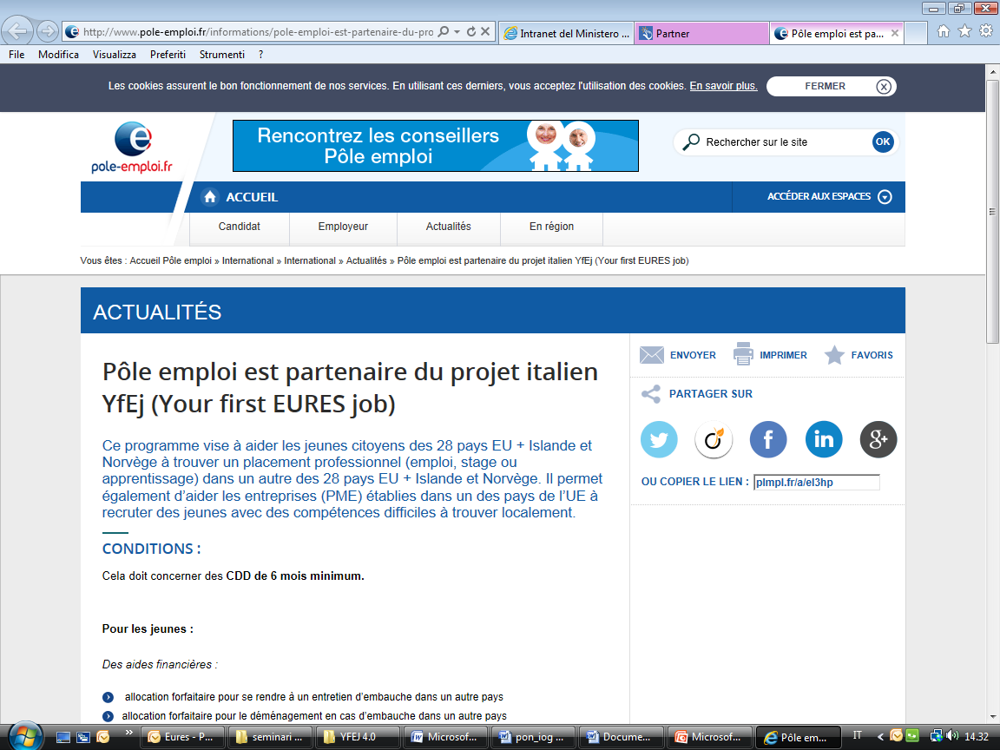 http://www.pole-emploi.fr/informations/pole-emploi-est-partenaire-du-pro
Intranet del Ministero ...
Partner
Pôle emploi est pa...
File Modifica Visualizza Preferiti Strumenti ?
Les cookies assurent le bon fonctionnement de nos services. En utilisant ces derniers, vous acceptez l'utilisation des cookies. En savoir plus.
FERMER
pole-emploi.fr
Rencontrez les conseillers
Pôle emploi
Rechercher sur le site
OK
ACCUEIL
ACCÉDER AUX ESPACES
Candidat Employeur Actualités En région
Vous êtes : Accueil Pôle emploi » International » International » Actualités » Pôle emploi est partenaire du projet italien YfEj (Your first EURES job)
ACTUALITÉS
Pôle emploi est partenaire du projet italien
YfEj (Your first EURES job)
Ce programme vise à aider les jeunes citoyens des 28 pays EU + Islande et
Norvège à trouver un placement professionnel (emploi, stage ou
apprentissage) dans un autre des 28 pays EU + Islande et Norvège. Il permet
également d'aider les entreprises (PME) établies dans un des pays de l'UE à
recruter des jeunes avec des compétences difficiles à trouver localement.
CONDITIONS :
Cela doit concerner des CDD de 6 mois minimum.
Pour les jeunes :
Des aides financières :
allocation forfaitaire pour se rendre à un entretien d'embauche dans un autre pays
allocation forfaitaire pour le déménagement en cas d'embauche dans un autre pays
ENVOYER IMPRIMER FAVORIS
PARTAGER SUR
f in g+
OU COPIER LE LIEN : plmpl.fr/a/el3hp
Eures - P...
seminari ...
YFEJ 4.0
Microsof...
pon_iog ...
Docume...
Microsof...
Pôle em...
IT
14.32